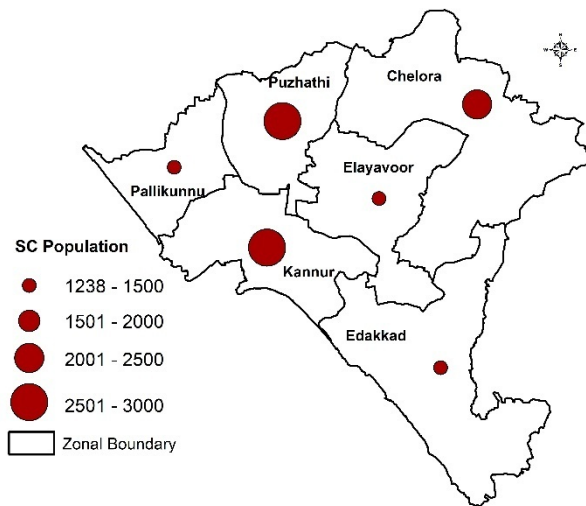 Puzhathi
Chelora
Elayavoor
Pallikunnu
Kannur
Edakkad
SC Population
1238 - 1500
1501 - 2000
2001 - 2500
2501 - 3000
Zonal Boundary